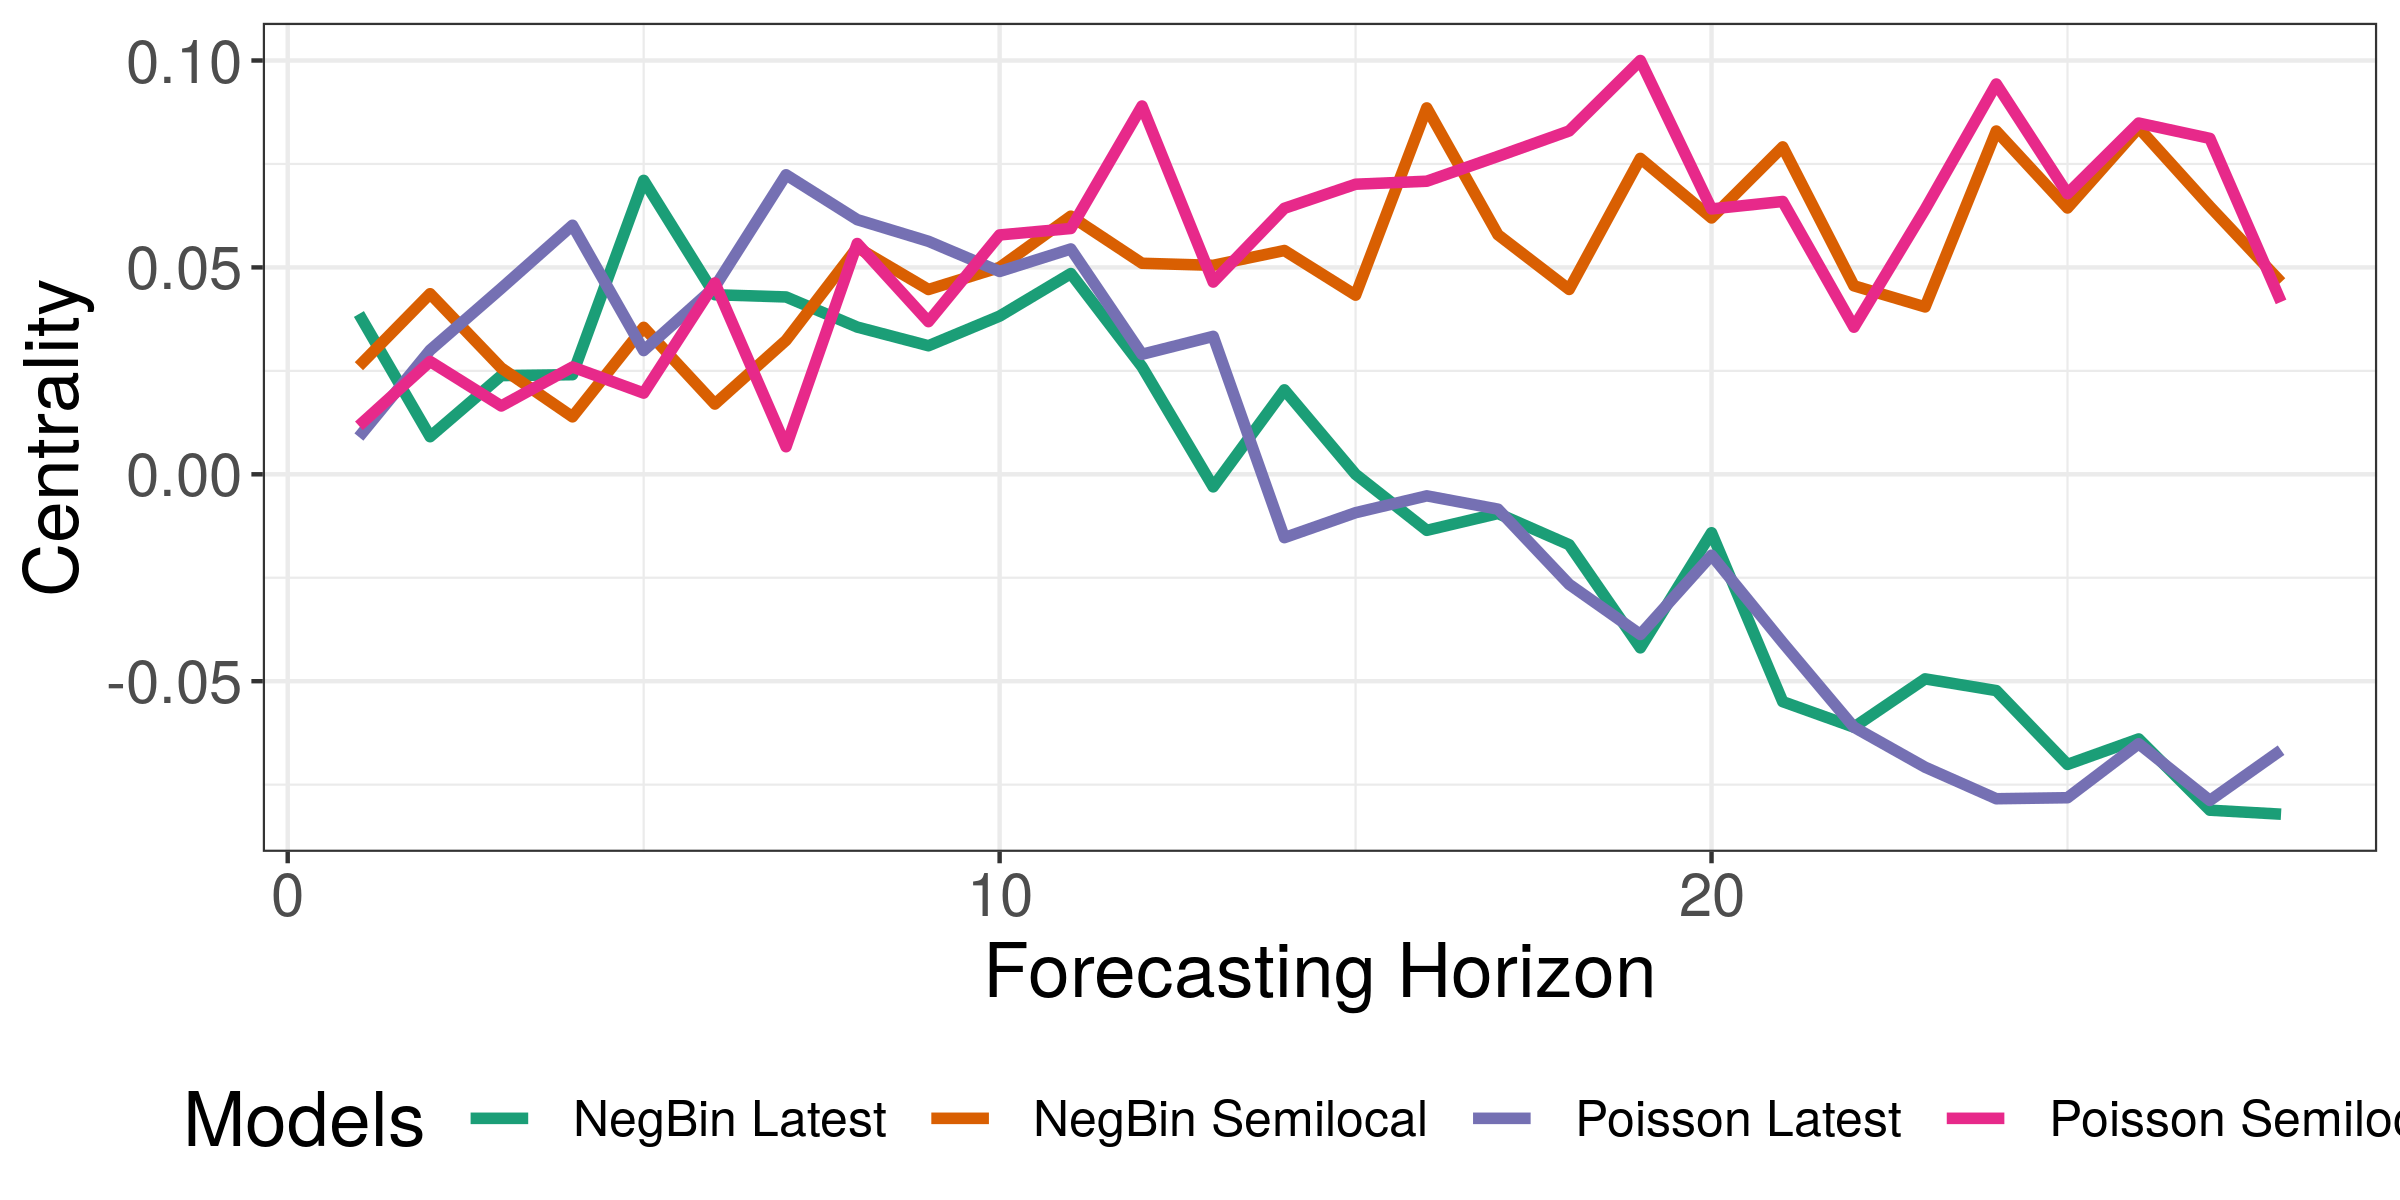 0.10
0.05
0.00
-0.05
Centrality
0 10 20
Forecasting Horizon
Models NegBin Latest NegBin Semilocal Poisson Latest Poisson